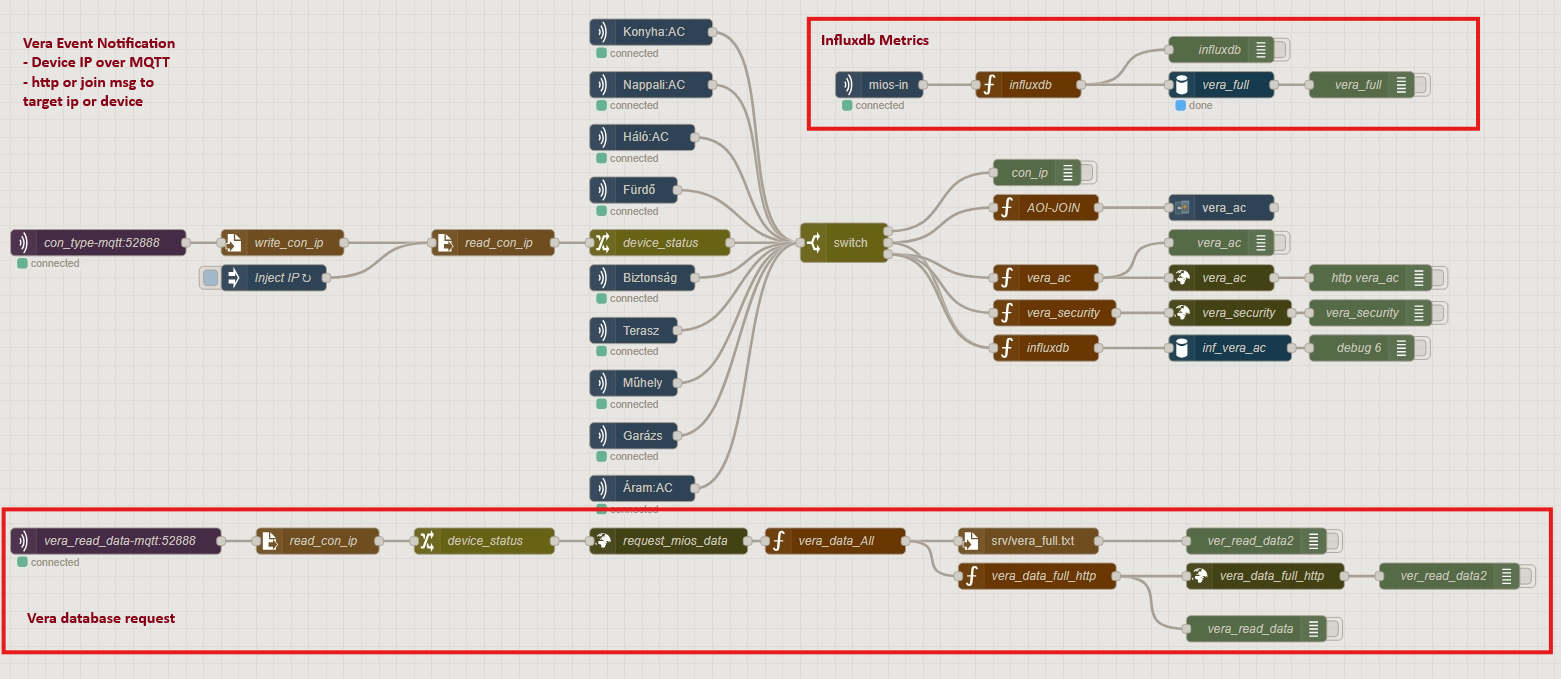 Vera Event Notification
- Device IP over MQTT
- http or join msg to
target ip or device
con_type-mqtt:52888
connected
write_con_ip
Inject IP ↻
read_con_ip
Konyha:AC
connected
Nappali:AC
connected
Háló:AC
connected
Fürdő
connected
device_status
Biztonság
connected
Terasz
connected
Műhely
connected
Garázs
connected
Áram:AC
connected
switch
Influxdb Metrics
mios-in
connected
influxdb
influxdb
vera_full
done
vera_full
con_ip
AOI-JOIN
vera_ac
vera_ac
vera_ac
vera_ac
http vera_ac
vera_security
vera_security
vera_security
influxdb
inf_vera_ac
debug 6
vera_read_data-mqtt:52888
connected
read_con_ip
device_status
request_mios_data
vera_data_All
srv/vera_full.txt
ver_read_data2
vera_data_full_http
vera_data_full_http
ver_read_data2
vera_read_data
Vera database request